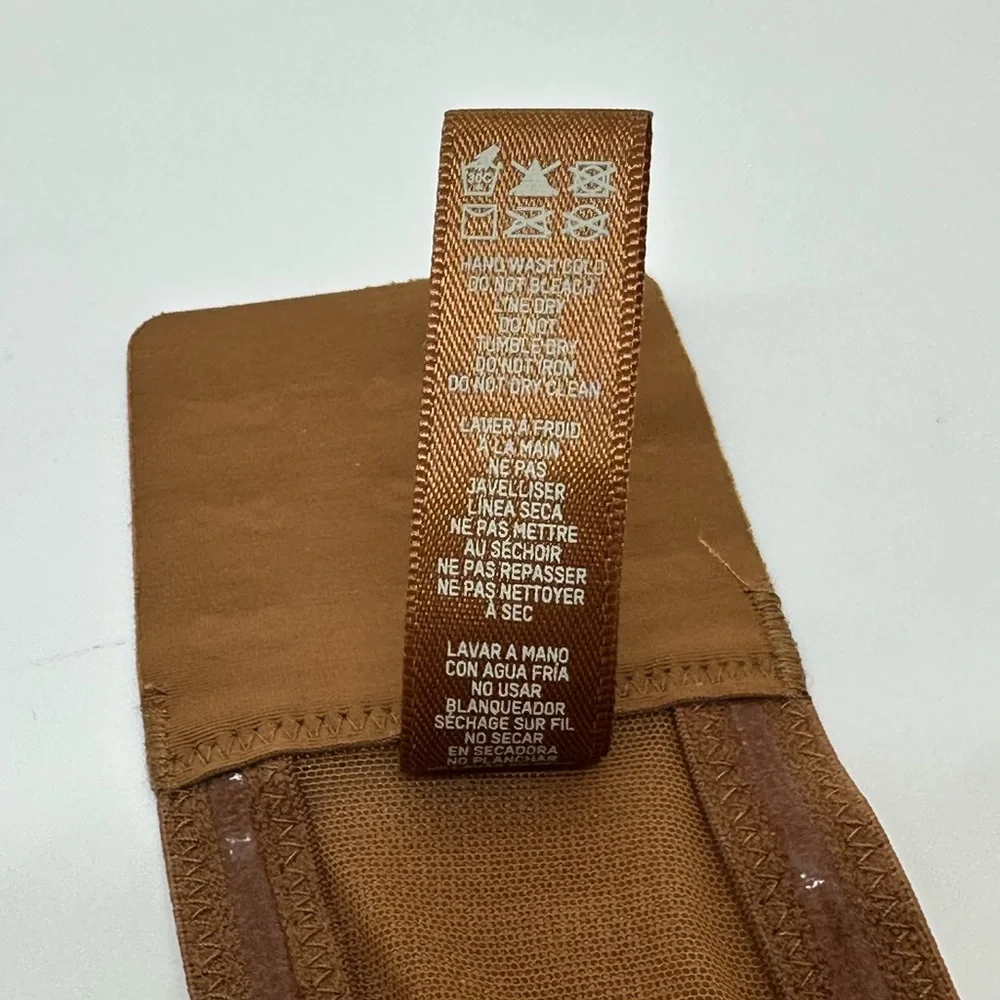 30C
HAND WASH COLD
DO NOT BLEACH
LINE DRY
DO NOT
TUMBLE DRY
DO NOT IRON
DO NOT DRY CLEAN
LAVER À FROID
À LA MAIN
NE PAS
JAVELLISER
LÍNEA SECA
NE PAS METTRE
AU SÉCHOIR
NE PAS REPASSER
NE PAS NETTOYER
À SEC
LAVAR A MANO
CON AGUA FRÍA
NO USAR
BLANQUEADOR
SÉCHAGE SUR FIL
NO SECAR
EN SECADORA
NO PLANCHAR